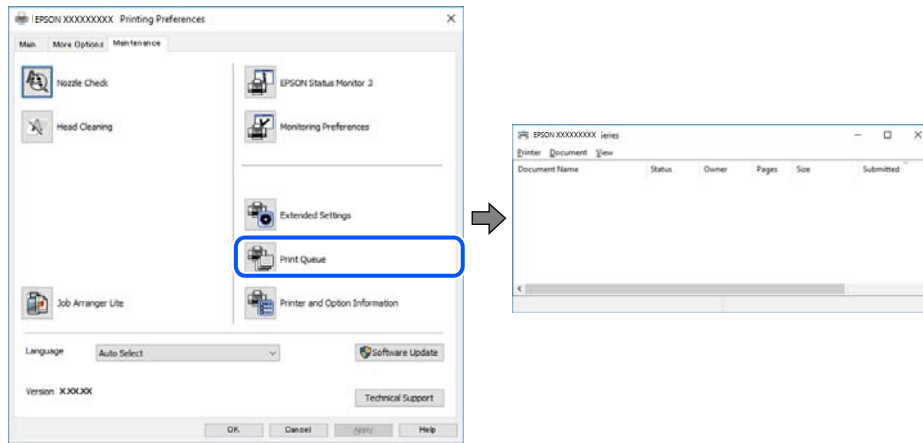 EPSON XXXXXXXXX Printing Preferences
Main More Options Maintenance
Nozzle Check
EPSON Status Monitor 3
Head Cleaning
Monitoring Preferences
Extended Settings
Print Queue
Job Arranger Lite
Printer and Option Information
Language Auto Select
Software Update
Version X.XX.XX
Technical Support
OK Cancel Apply Help
EPSON XXXXXXXXX Series
Printer Document View
Document Name Status Owner Pages Size Submitted